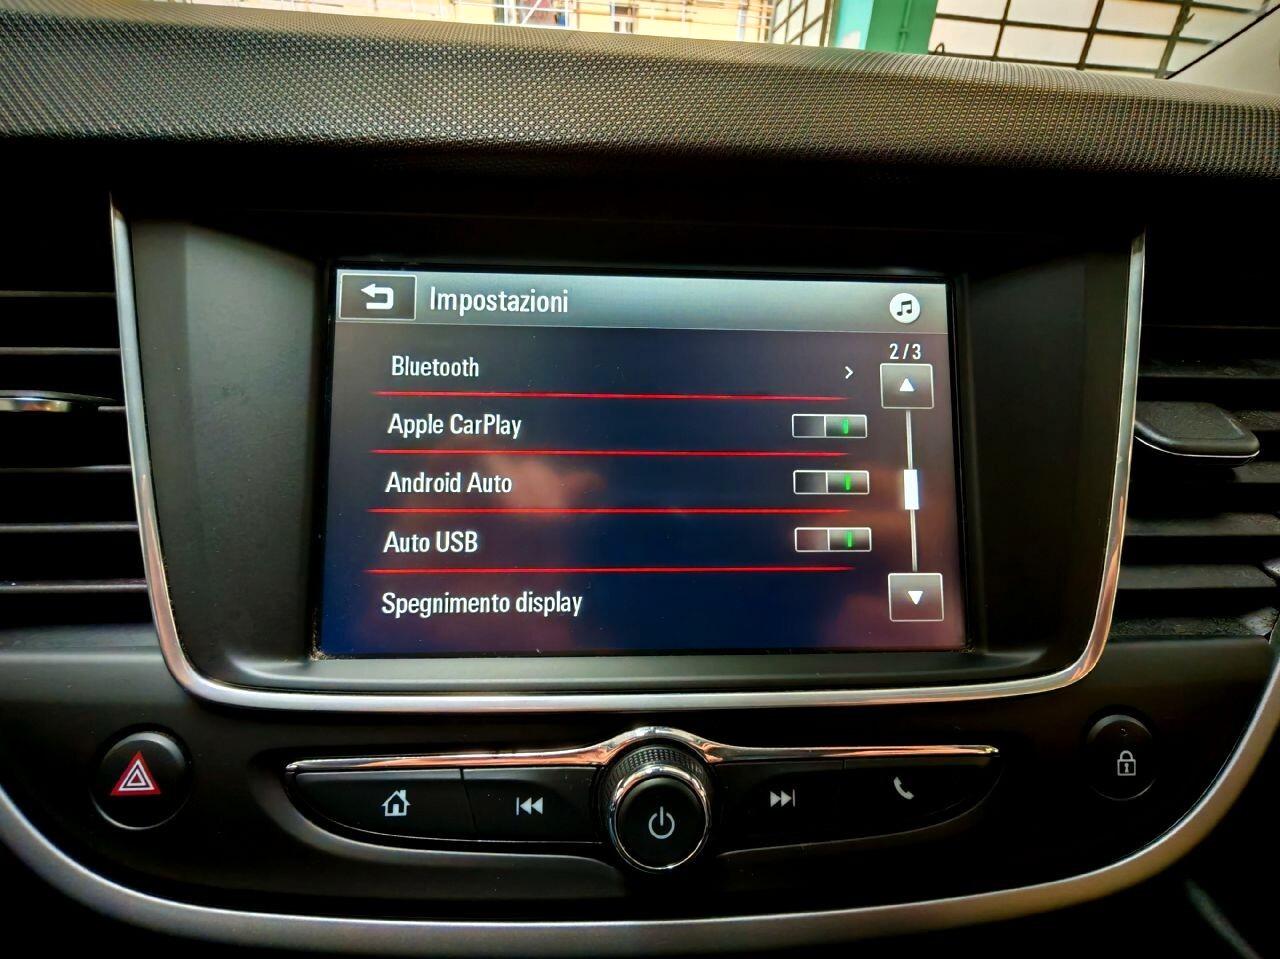 Impostazioni
2/3
Bluetooth
Apple CarPlay
Android Auto
Auto USB
Spegnimento display